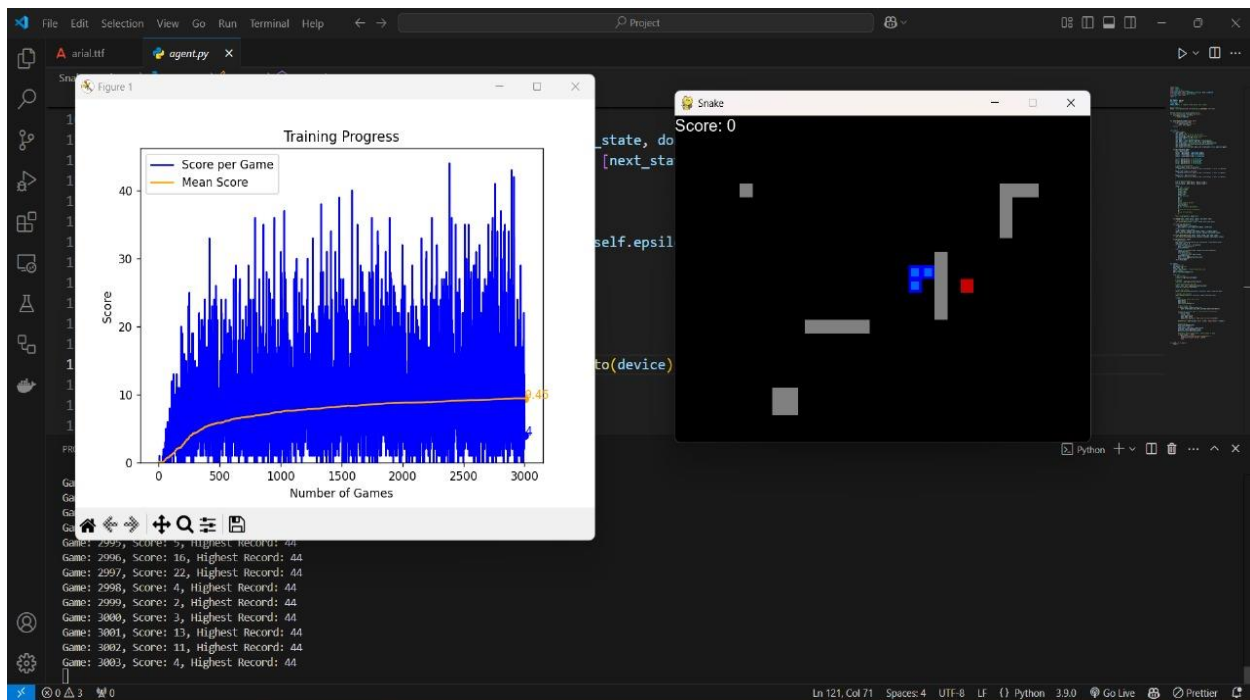 File Edit Selection View Go Run Terminal Help
Project
arial.ttf
agent.py
Figure 1
Training Progress
Score per Game
Mean Score
Score
40
30
20
10
0
0 500 1000 1500 2000 2500 3000
Number of Games
4
_state, do
[next_sta
self.epsil
to(device)
Snake
Score: 0
Python
Game: 2995, Score: 5, Highest Record: 44
Game: 2996, Score: 16, Highest Record: 44
Game: 2997, Score: 22, Highest Record: 44
Game: 2998, Score: 4, Highest Record: 44
Game: 2999, Score: 2, Highest Record: 44
Game: 3000, Score: 3, Highest Record: 44
Game: 3001, Score: 13, Highest Record: 44
Game: 3002, Score: 11, Highest Record: 44
Game: 3003, Score: 4, Highest Record: 44
0 3 0
Ln 121, Col 71 Spaces: 4 UTF-8 LF {} Python 3.9.0 Go Live Prettier